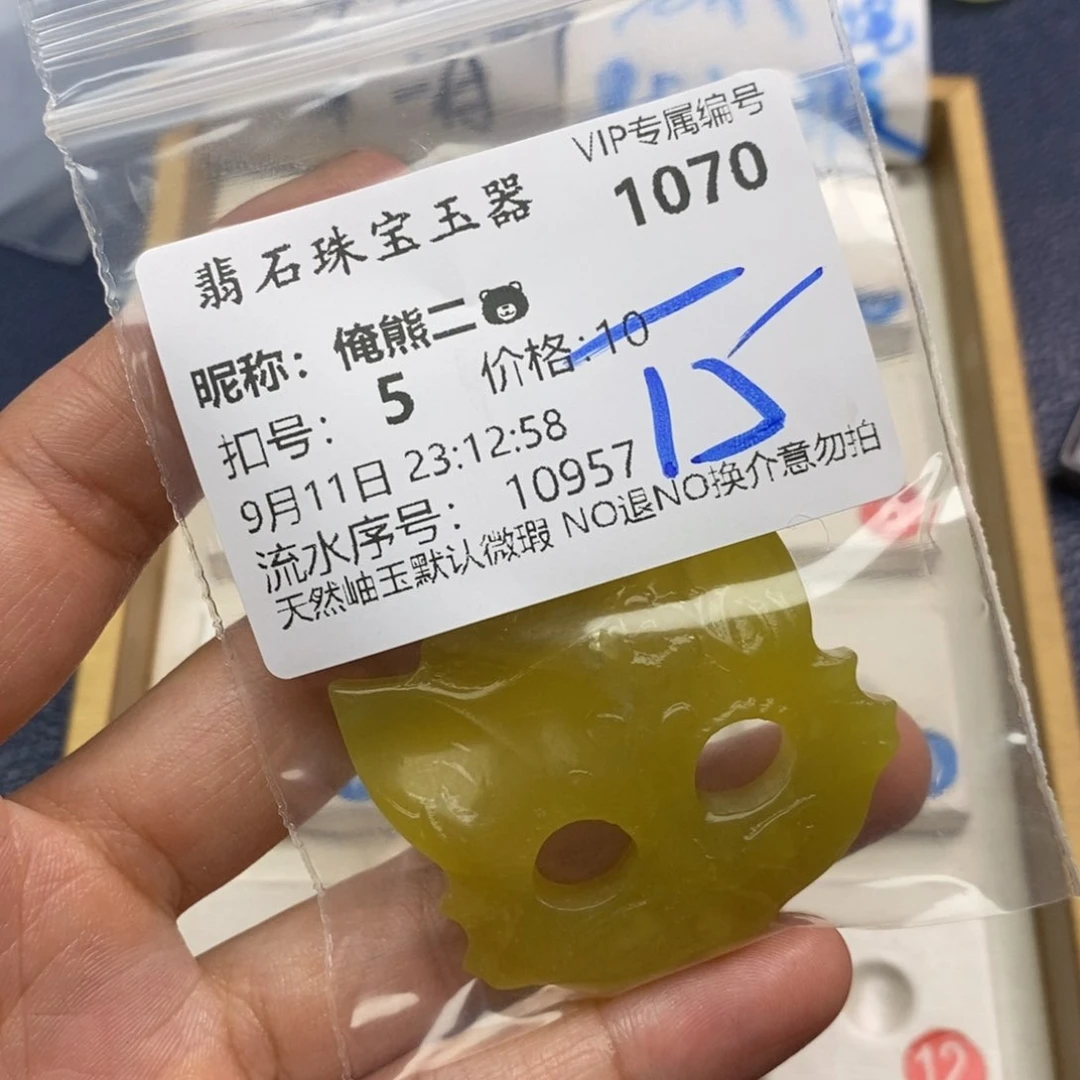 VIP专属编号
翡石珠宝玉器 1070
昵称：俺熊二
扣号： 5 价格:10
15
9月11日 23:12:58
流水序号： 10957
天然岫玉默认微瑕 NO退NO换介意勿拍
12